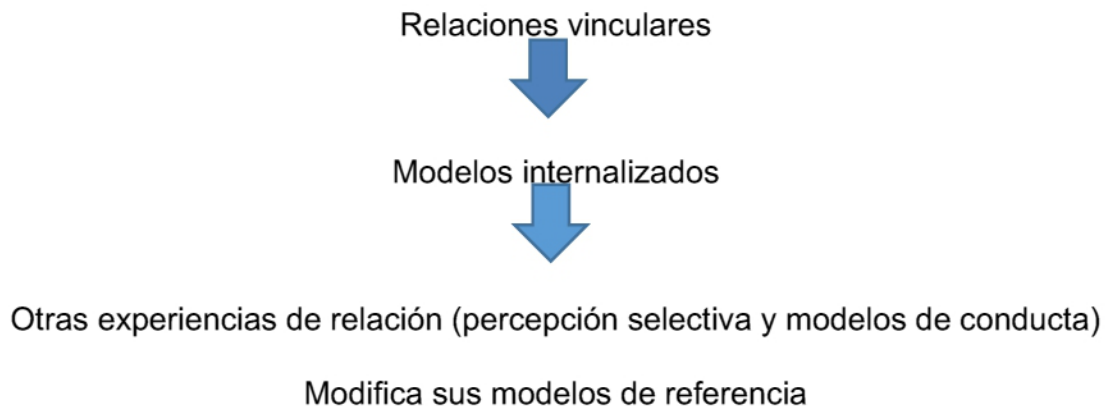 Relaciones vinculares
Modelos internalizados
Otras experiencias de relación (percepción selectiva y modelos de conducta)
Modifica sus modelos de referencia